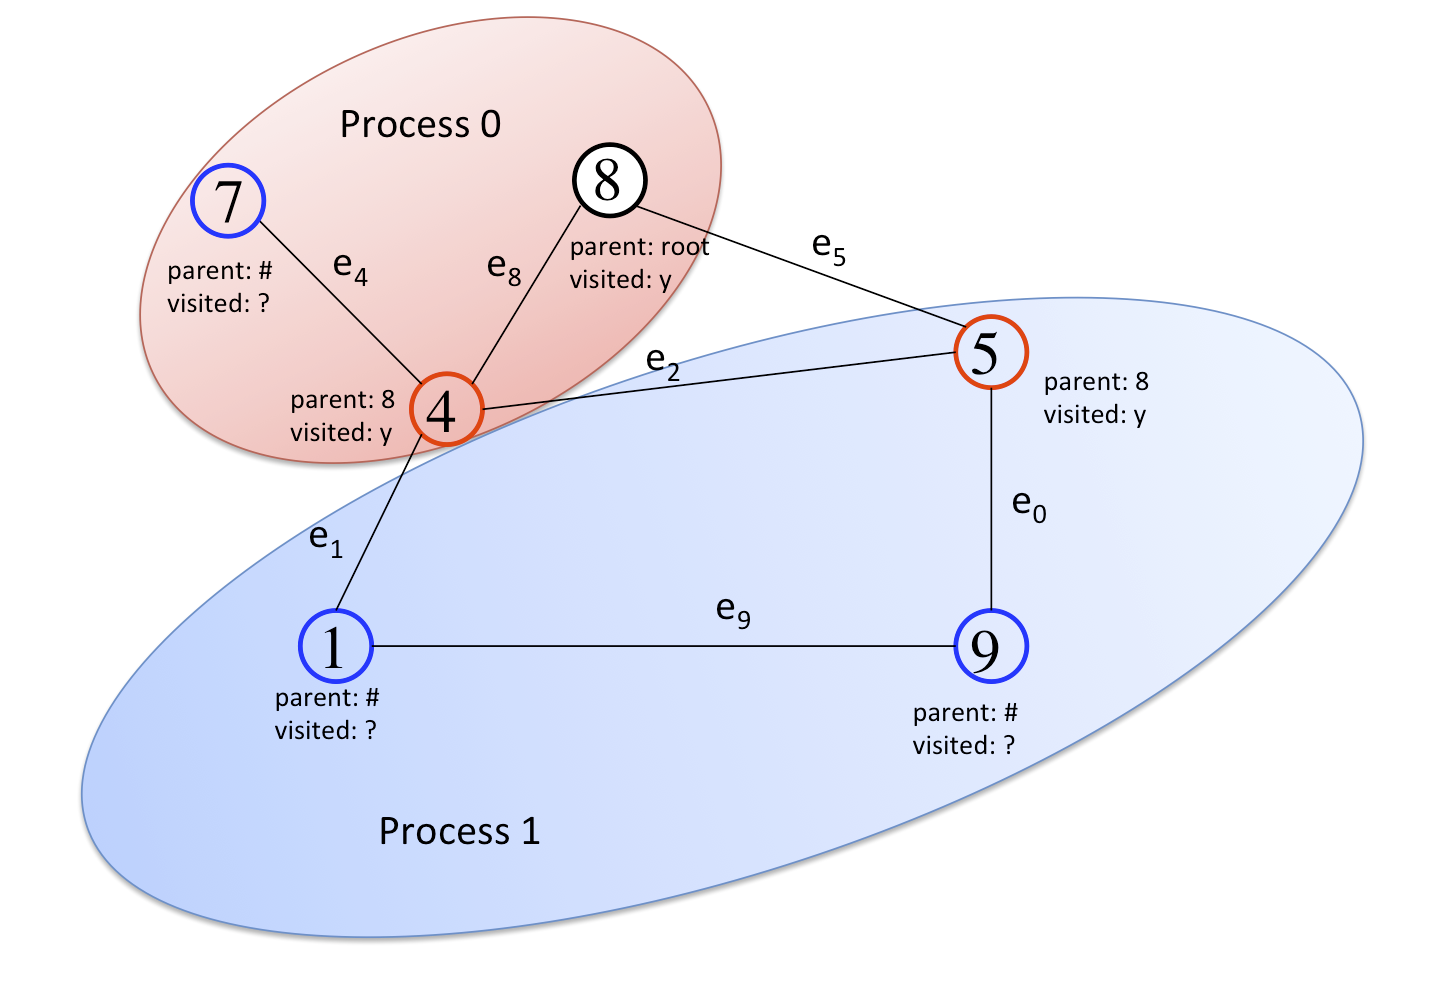 Process 0
7
8
parent: #
visited: ?
e4
e8
parent: root
visited: y
e5
e2
5
parent: 8
visited: y
4
parent: 8
visited: y
e1
e0
e9
1
parent: #
visited: ?
9
parent: #
visited: ?
Process 1